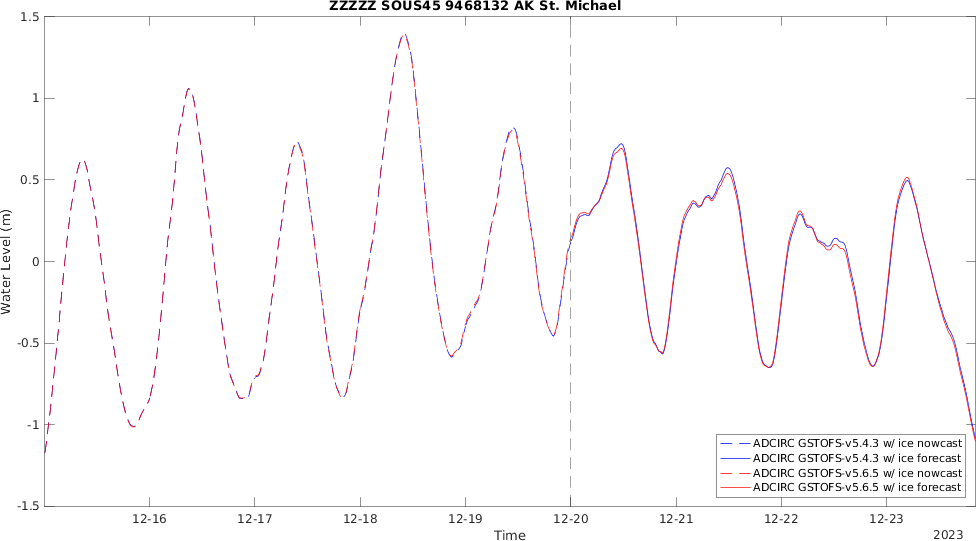 ZZZZZ SOUS45 9468132 AK St. Michael
1.5
1
0.5
0
-0.5
-1
-1.5
Water Level (m)
12-16
12-17
12-18
12-19
12-20
12-21
12-22
12-23
Time
2023
ADCIRC GSTOFS-v5.4.3 w/ ice nowcast
ADCIRC GSTOFS-v5.4.3 w/ ice forecast
ADCIRC GSTOFS-v5.6.5 w/ ice nowcast
ADCIRC GSTOFS-v5.6.5 w/ ice forecast